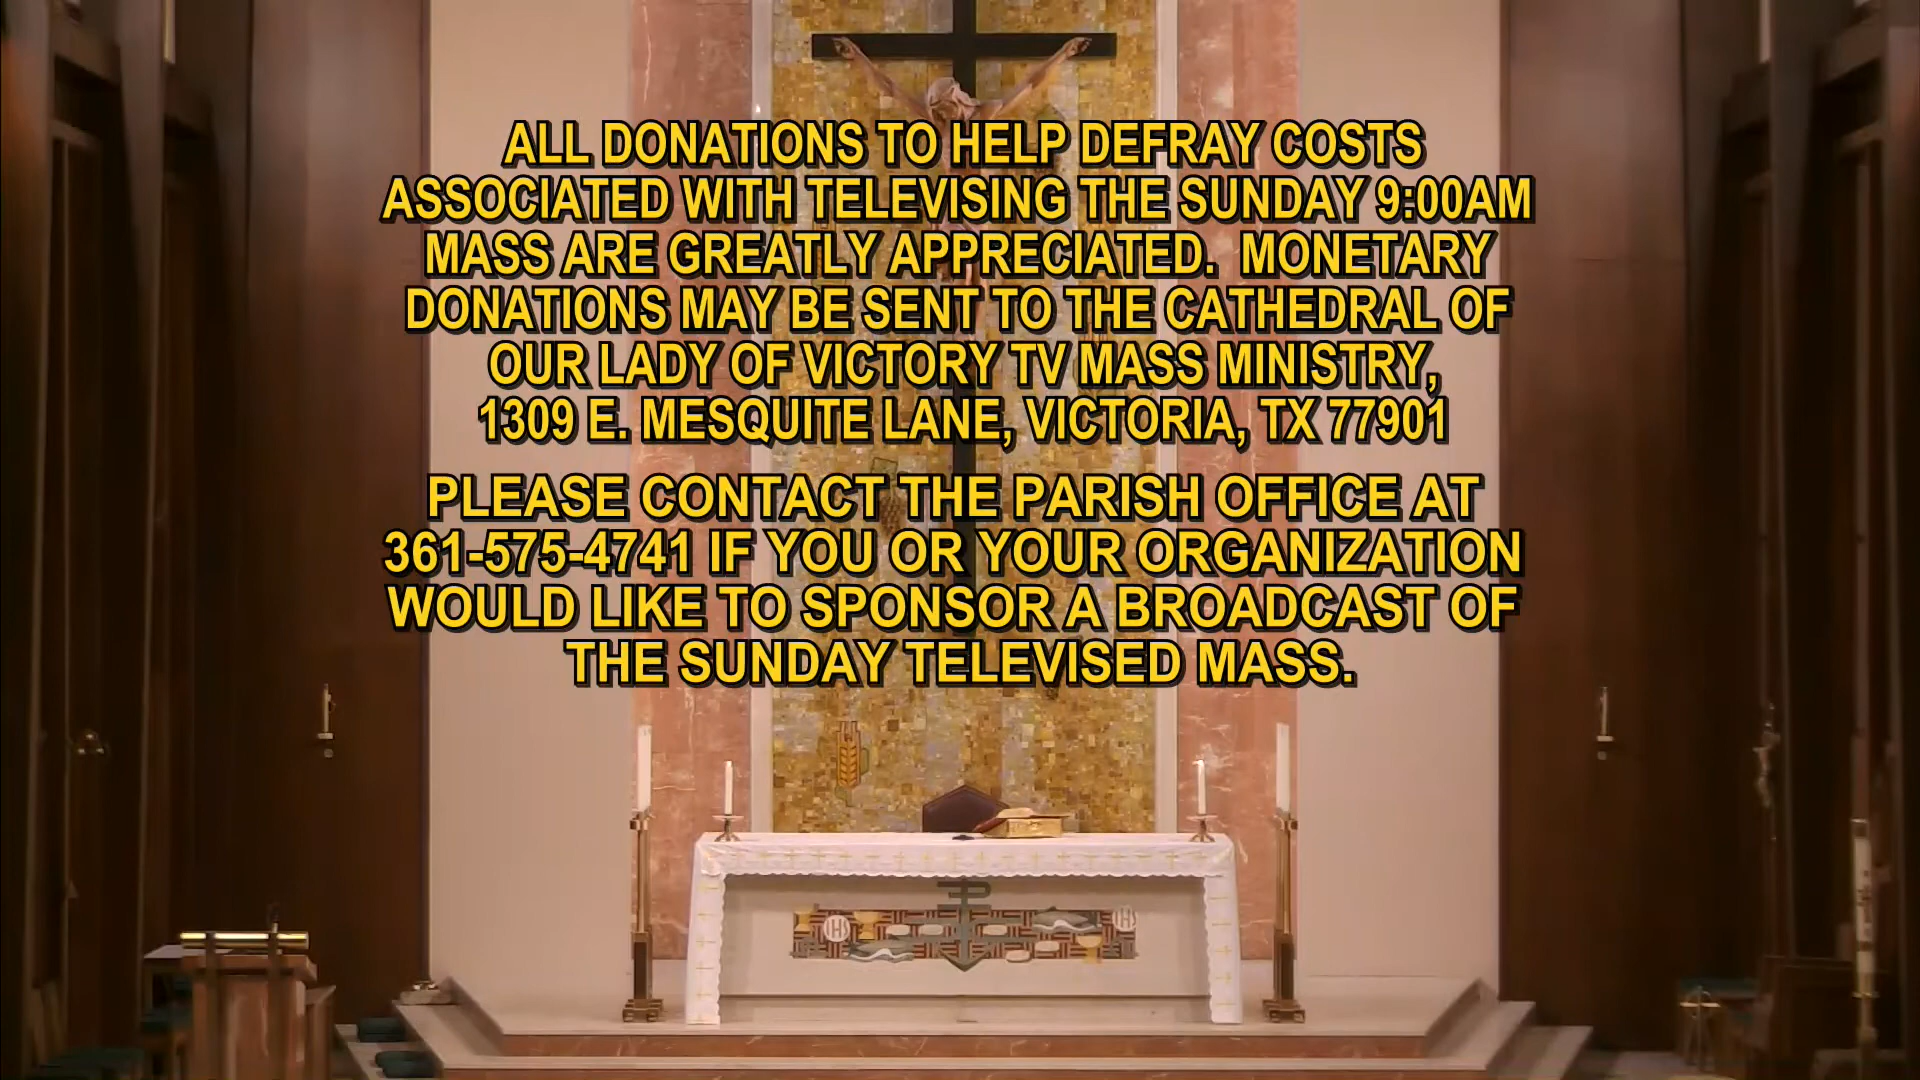 ALL DONATIONS TO HELP DEFRAY COSTS
ASSOCIATED WITH TELEVISING THE SUNDAY 9:00AM
MASS ARE GREATLY APPRECIATED.  MONETARY
DONATIONS MAY BE SENT TO THE CATHEDRAL OF
OUR LADY OF VICTORY TV MASS MINISTRY,
1309 E. MESQUITE LANE, VICTORIA, TX 77901
PLEASE CONTACT THE PARISH OFFICE AT
361-575-4741 IF YOU OR YOUR ORGANIZATION
WOULD LIKE TO SPONSOR A BROADCAST OF
THE SUNDAY TELEVISED MASS.
IHS IHS